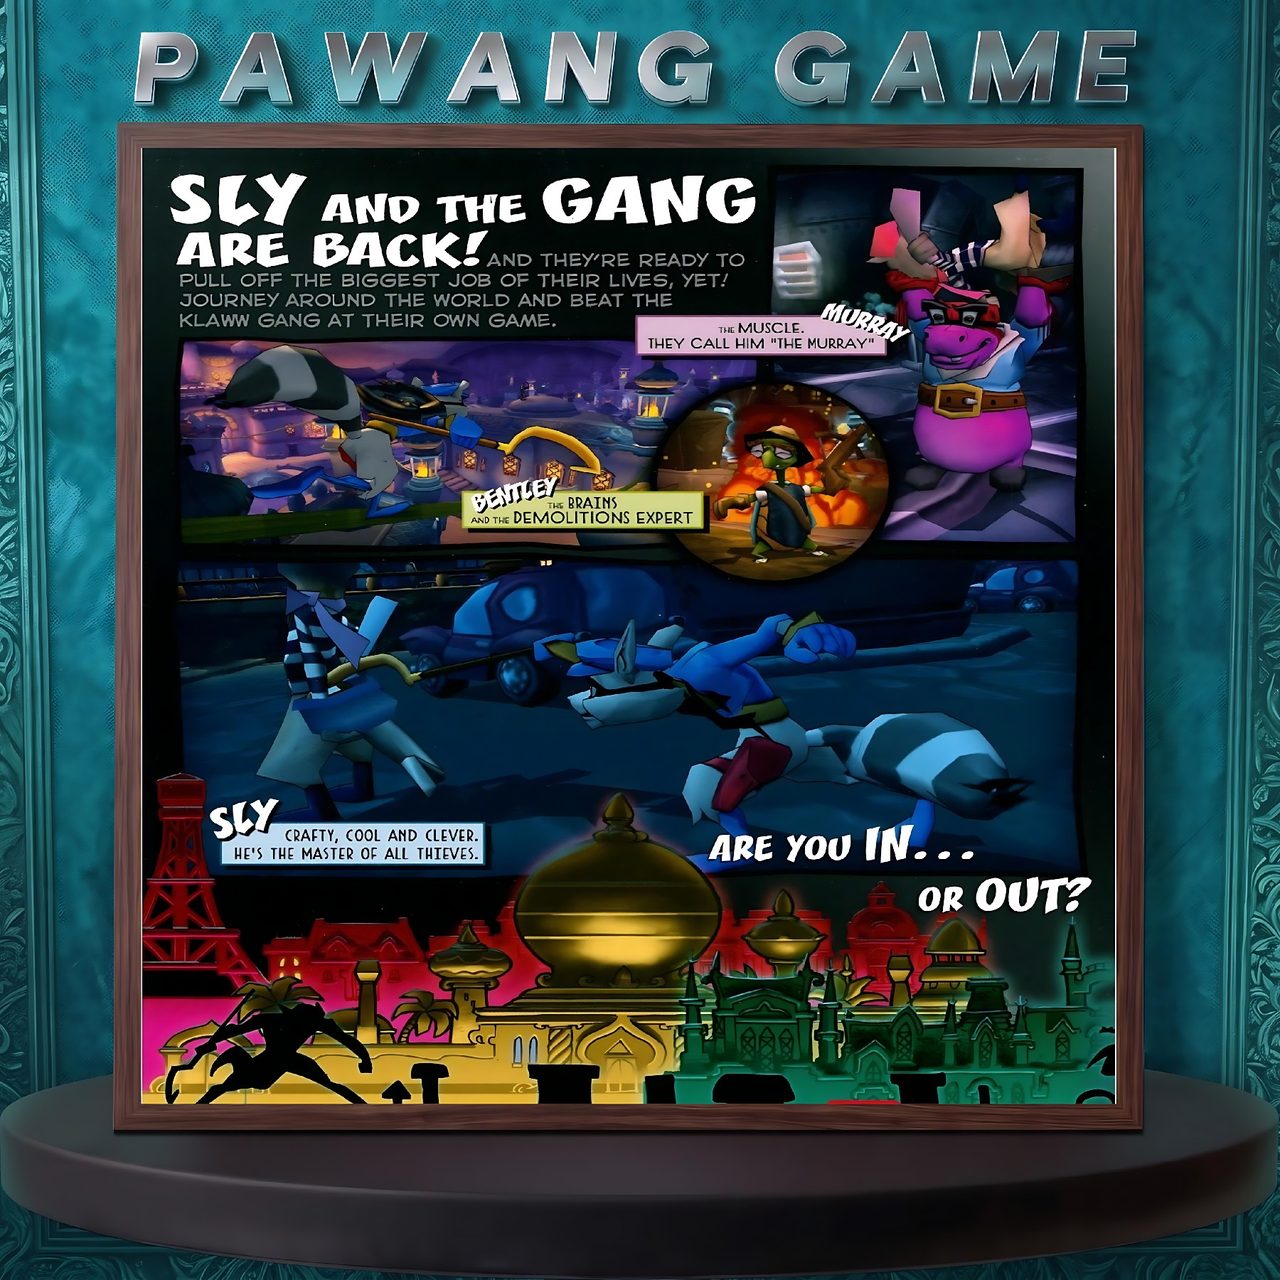 PAWANG GAME
SLY AND THE GANG
ARE BACK! AND THEY'RE READY TO
PULL OFF THE BIGGEST JOB OF THEIR LIVES, YET!
JOURNEY AROUND THE WORLD AND BEAT THE
KLAWW GANG AT THEIR OWN GAME.
MURRAY
THE MUSCLE.
THEY CALL HIM "THE MURRAY"
BENTLEY
THE BRAINS
AND THE DEMOLITIONS EXPERT
SLY
CRAFTY, COOL AND CLEVER.
HE'S THE MASTER OF ALL THIEVES.
ARE YOU IN...
OR OUT?